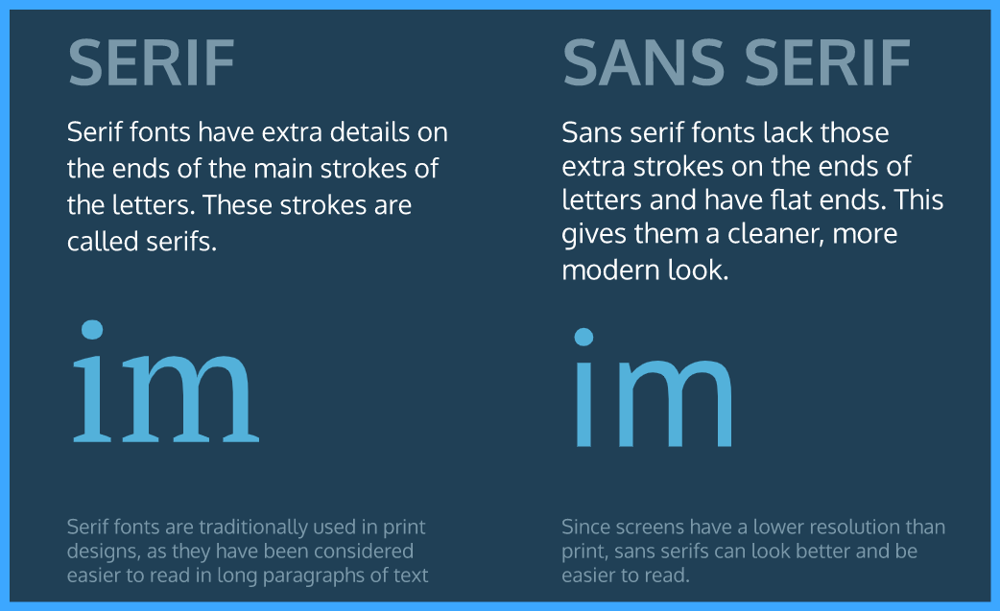 SERIF
Serif fonts have extra details on
the ends of the main strokes of
the letters. These strokes are
called serifs.
im
Serif fonts are traditionally used in print
designs, as they have been considered
easier to read in long paragraphs of text
SANS SERIF
Sans serif fonts lack those
extra strokes on the ends of
letters and have flat ends. This
gives them a cleaner, more
modern look.
im
Since screens have a lower resolution than
print, sans serifs can look better and be
easier to read.